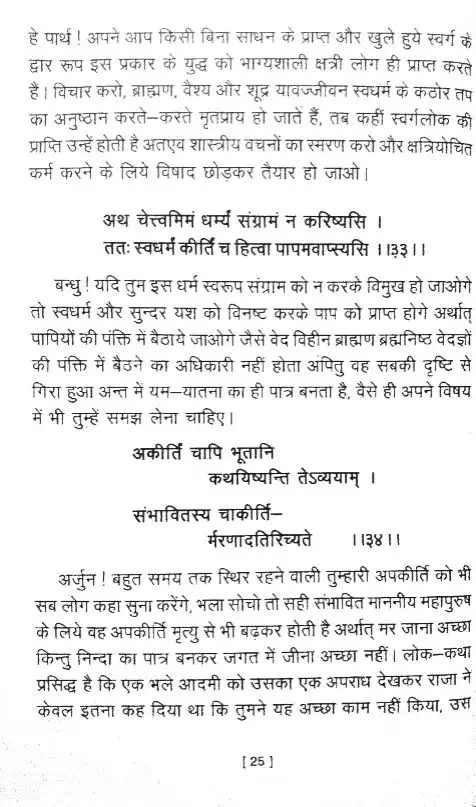 हे पार्थ ! अपने आप किसी बिना साधन के प्राप्त और खुले हुये स्वर्ग के
द्वार रूप इस प्रकार के युद्ध को भाग्यशाली क्षत्री लोग ही प्राप्त करते
हैं। विचार करो, ब्राह्मण, वैश्य और शूद्र यावज्जीवन स्वधर्म के कठोर तप
का अनुष्ठान करते–करते मृतप्राय हो जाते हैं, तब कहीं स्वर्गलोक की
प्राप्ति उन्हें होती है अतएव शास्त्रीय वचनों का स्मरण करो और क्षत्रियोचित
कर्म करने के लिये विषाद छोड़कर तैयार हो जाओ।
अथ चेत्त्वमिमं धर्म्यं संग्रामं न करिष्यसि ।
ततः स्वधर्मं कीर्तिं च हित्वा पापमवाप्स्यसि ।।३३।।
बन्धु ! यदि तुम इस धर्म स्वरूप संग्राम को न करके विमुख हो जाओगे
तो स्वधर्म और सुन्दर यश को विनष्ट करके पाप को प्राप्त होगे अर्थात्
पापियों की पंक्ति में बैठाये जाओगे जैसे वेद विहीन ब्राह्मण ब्रह्मनिष्ठ वेदज्ञों
की पंक्ति में बैठने का अधिकारी नहीं होता अपितु वह सबकी दृष्टि से
गिरा हुआ अन्त में यम–यातना का ही पात्र बनता है, वैसे ही अपने विषय
में भी तुम्हें समझ लेना चाहिए।
अकीर्तिं चापि भूतानि
कथयिष्यन्ति तेऽव्ययाम् ।
संभावितस्य चाकीर्ति–
र्मरणादतिरिच्यते ।।३४।।
अर्जुन ! बहुत समय तक स्थिर रहने वाली तुम्हारी अपकीर्ति को भी
सब लोग कहा सुना करेंगे, भला सोचो तो सही संभावित माननीय महापुरुष
के लिये वह अपकीर्ति मृत्यु से भी बढ़कर होती है अर्थात् मर जाना अच्छा
किन्तु निन्दा का पात्र बनकर जगत में जीना अच्छा नहीं। लोक–कथा
प्रसिद्ध है कि एक भले आदमी को उसका एक अपराध देखकर राजा ने
केवल इतना कह दिया था कि तुमने यह अच्छा काम नहीं किया, उस
[ 25 ]